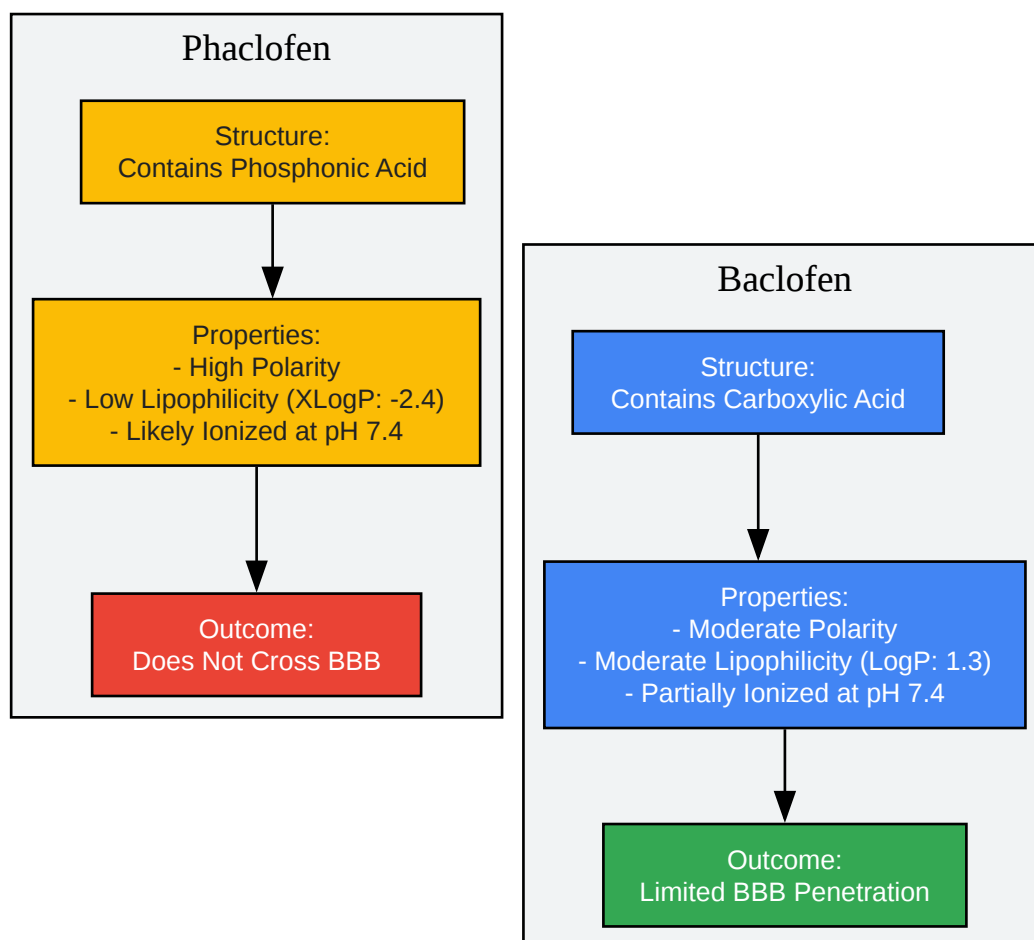 Phaclofen
Structure:
Contains Phosphonic Acid
Properties:
- High Polarity
- Low Lipophilicity (XLogP: -2.4)
- Likely Ionized at pH 7.4
Outcome:
Does Not Cross BBB
Baclofen
Structure:
Contains Carboxylic Acid
Properties:
- Moderate Polarity
- Moderate Lipophilicity (LogP: 1.3)
- Partially Ionized at pH 7.4
Outcome:
Limited BBB Penetration